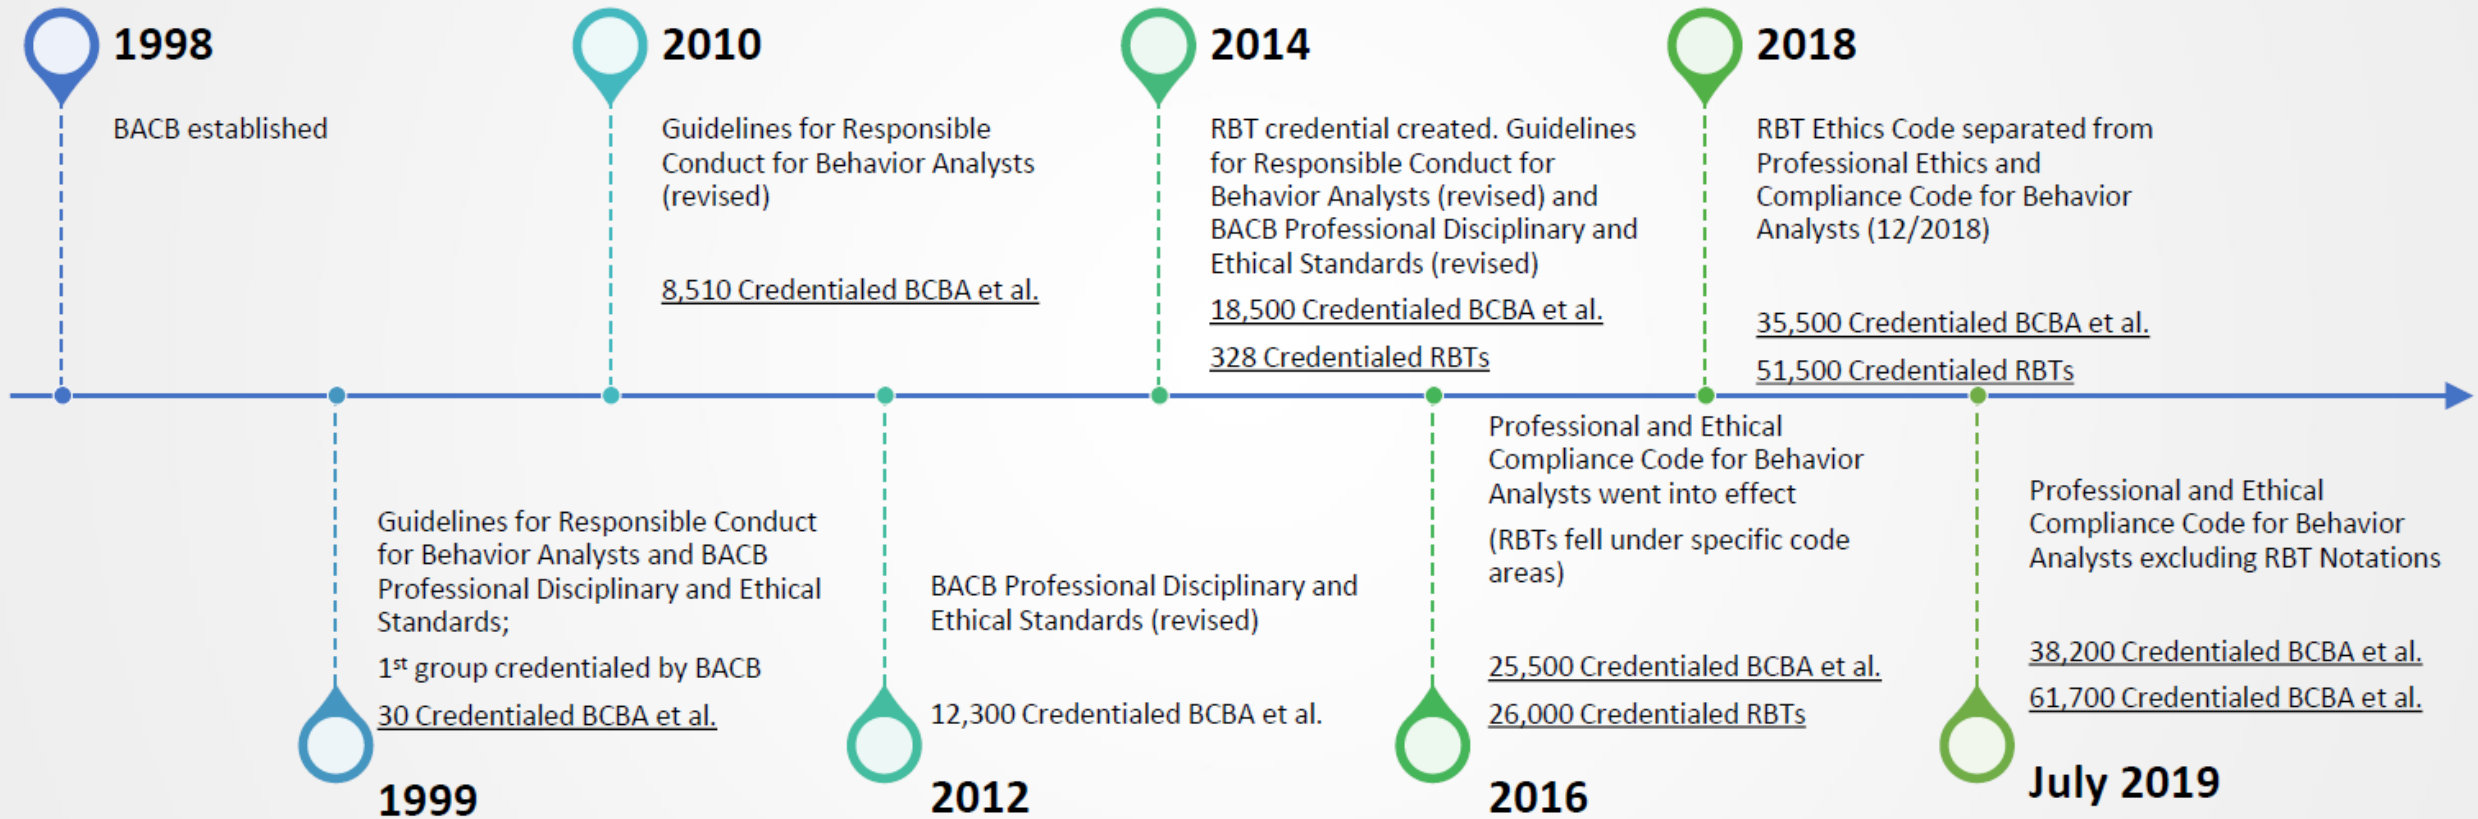 1998
BACB established
Guidelines for Responsible Conduct
for Behavior Analysts and BACB
Professional Disciplinary and Ethical
Standards;
1st group credentialed by BACB
30 Credentialed BCBA et al.
1999
2010
Guidelines for Responsible
Conduct for Behavior Analysts
(revised)
8,510 Credentialed BCBA et al.
BACB Professional Disciplinary and
Ethical Standards (revised)
12,300 Credentialed BCBA et al.
2012
2014
RBT credential created. Guidelines
for Responsible Conduct for
Behavior Analysts (revised) and
BACB Professional Disciplinary and
Ethical Standards (revised)
18,500 Credentialed BCBA et al.
328 Credentialed RBTs
Professional and Ethical
Compliance Code for Behavior
Analysts went into effect
(RBTs fell under specific code
areas)
25,500 Credentialed BCBA et al.
26,000 Credentialed RBTs
2016
2018
RBT Ethics Code separated from
Professional Ethics and
Compliance Code for Behavior
Analysts (12/2018)
35,500 Credentialed BCBA et al.
51,500 Credentialed RBTs
Professional and Ethical
Compliance Code for Behavior
Analysts excluding RBT Notations
38,200 Credentialed BCBA et al.
61,700 Credentialed BCBA et al.
July 2019